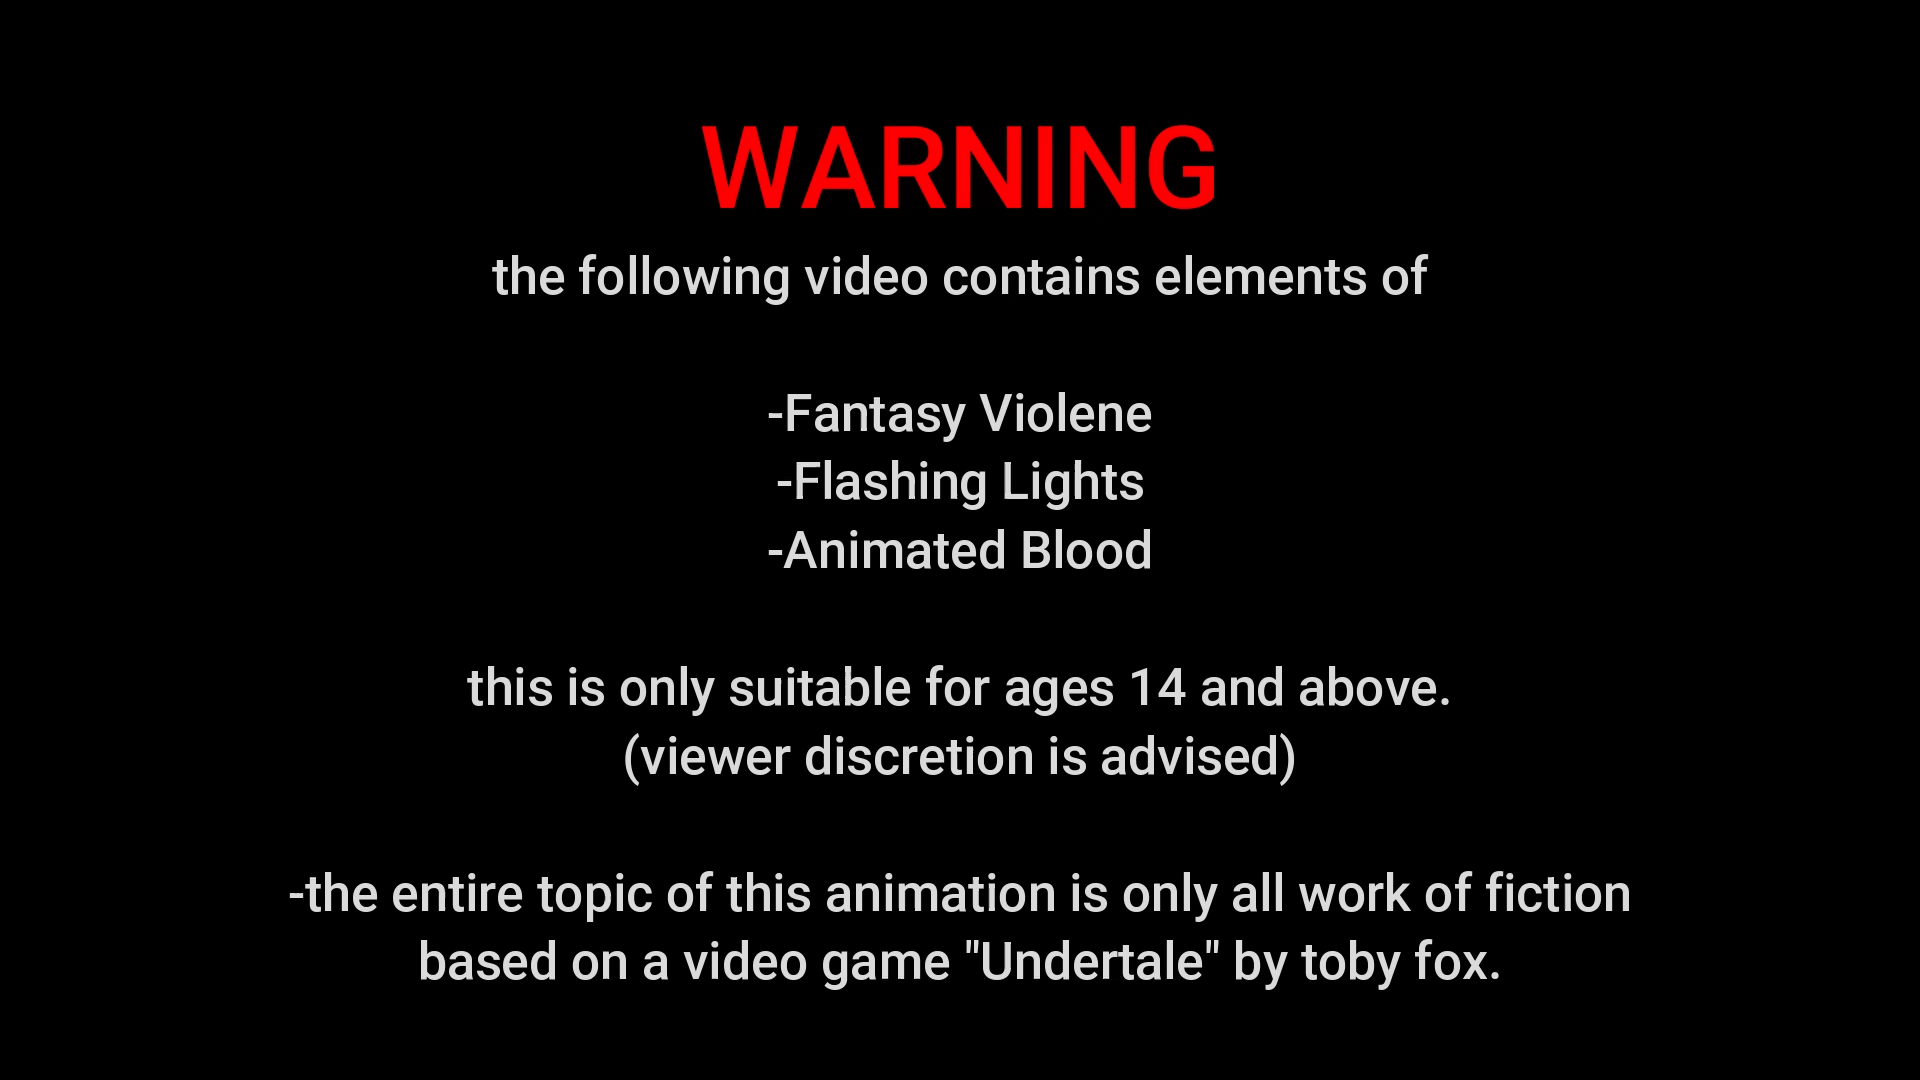 WARNING
the following video contains elements of
-Fantasy Violene
-Flashing Lights
-Animated Blood
this is only suitable for ages 14 and above.
(viewer discretion is advised)
-the entire topic of this animation is only all work of fiction
based on a video game "Undertale" by toby fox.